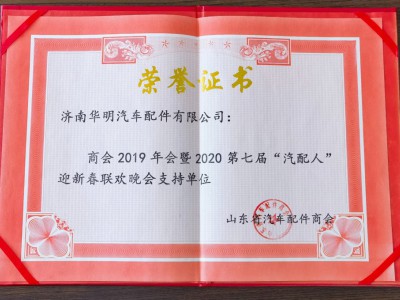 荣誉证书
济南华明汽车配件有限公司：
商会2019年会暨2020第七届“汽配人”
迎新春联欢晚会支持单位
山东省汽车配件商会